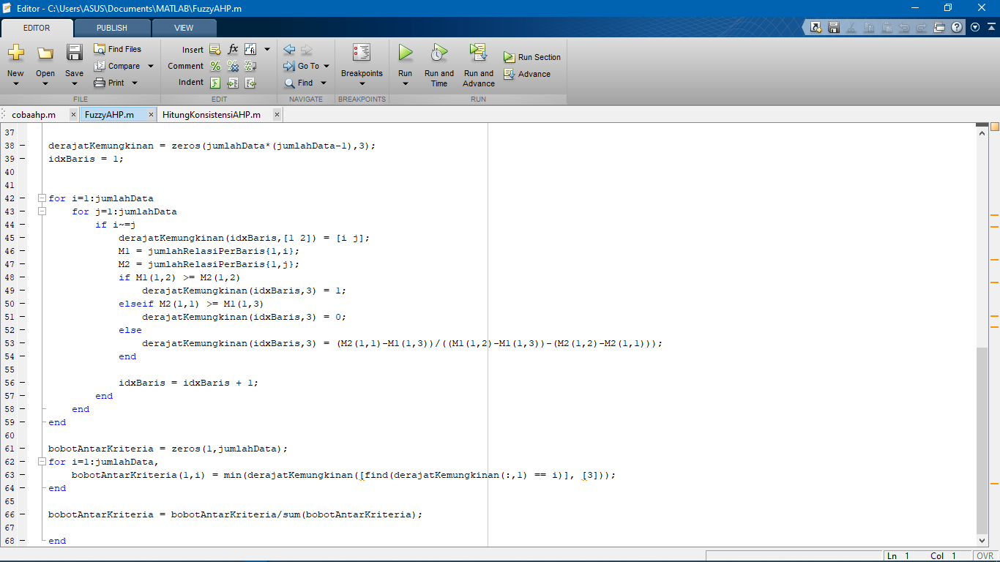 Editor - C:\Users\ASUS\Documents\MATLAB\FuzzyAHP.m
EDITOR PUBLISH VIEW
New Open Save Find Files Compare Print
Insert fx Comment Indent
Go To Find
Breakpoints
Run Run and Time Run and Advance Run Section Advance
FILE EDIT NAVIGATE BREAKPOINTS RUN
cobaahp.m × FuzzyAHP.m × HitungKonsistensiAHP.m ×
37
38 – derajatKemungkinan = zeros(jumlahData*(jumlahData-1),3);
39 – idxBaris = 1;
40
41
42 – for i=1:jumlahData
43 – for j=1:jumlahData
44 – if i~=j
45 – derajatKemungkinan(idxBaris,[1 2]) = [i j];
46 – M1 = jumlahRelasiPerBaris{1,i};
47 – M2 = jumlahRelasiPerBaris{1,j};
48 – if M1(1,2) >= M2(1,2)
49 – derajatKemungkinan(idxBaris,3) = 1;
50 – elseif M2(1,1) >= M1(1,3)
51 – derajatKemungkinan(idxBaris,3) = 0;
52 – else
53 – derajatKemungkinan(idxBaris,3) = (M2(1,1)-M1(1,3))/((M1(1,2)-M1(1,3))-(M2(1,2)-M2(1,1)));
54 – end
55
56 – idxBaris = idxBaris + 1;
57 – end
58 – end
59 – end
60
61 – bobotAntarKriteria = zeros(1,jumlahData);
62 – for i=1:jumlahData,
63 – bobotAntarKriteria(1,i) = min(derajatKemungkinan([find(derajatKemungkinan(:,1) == i)], [3]));
64 – end
65
66 – bobotAntarKriteria = bobotAntarKriteria/sum(bobotAntarKriteria);
67
68 – end
Ln 1 Col 1 OVR